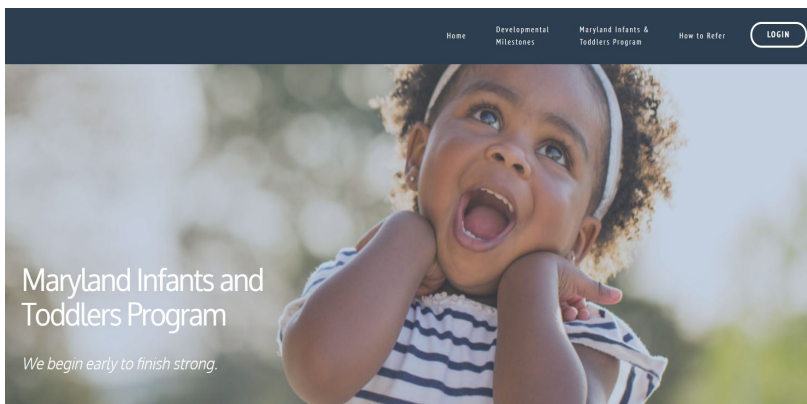 Home
Developmental
Milestones
Maryland Infants &
Toddlers Program
How to Refer
LOGIN
Maryland Infants and
Toddlers Program
We begin early to finish strong.